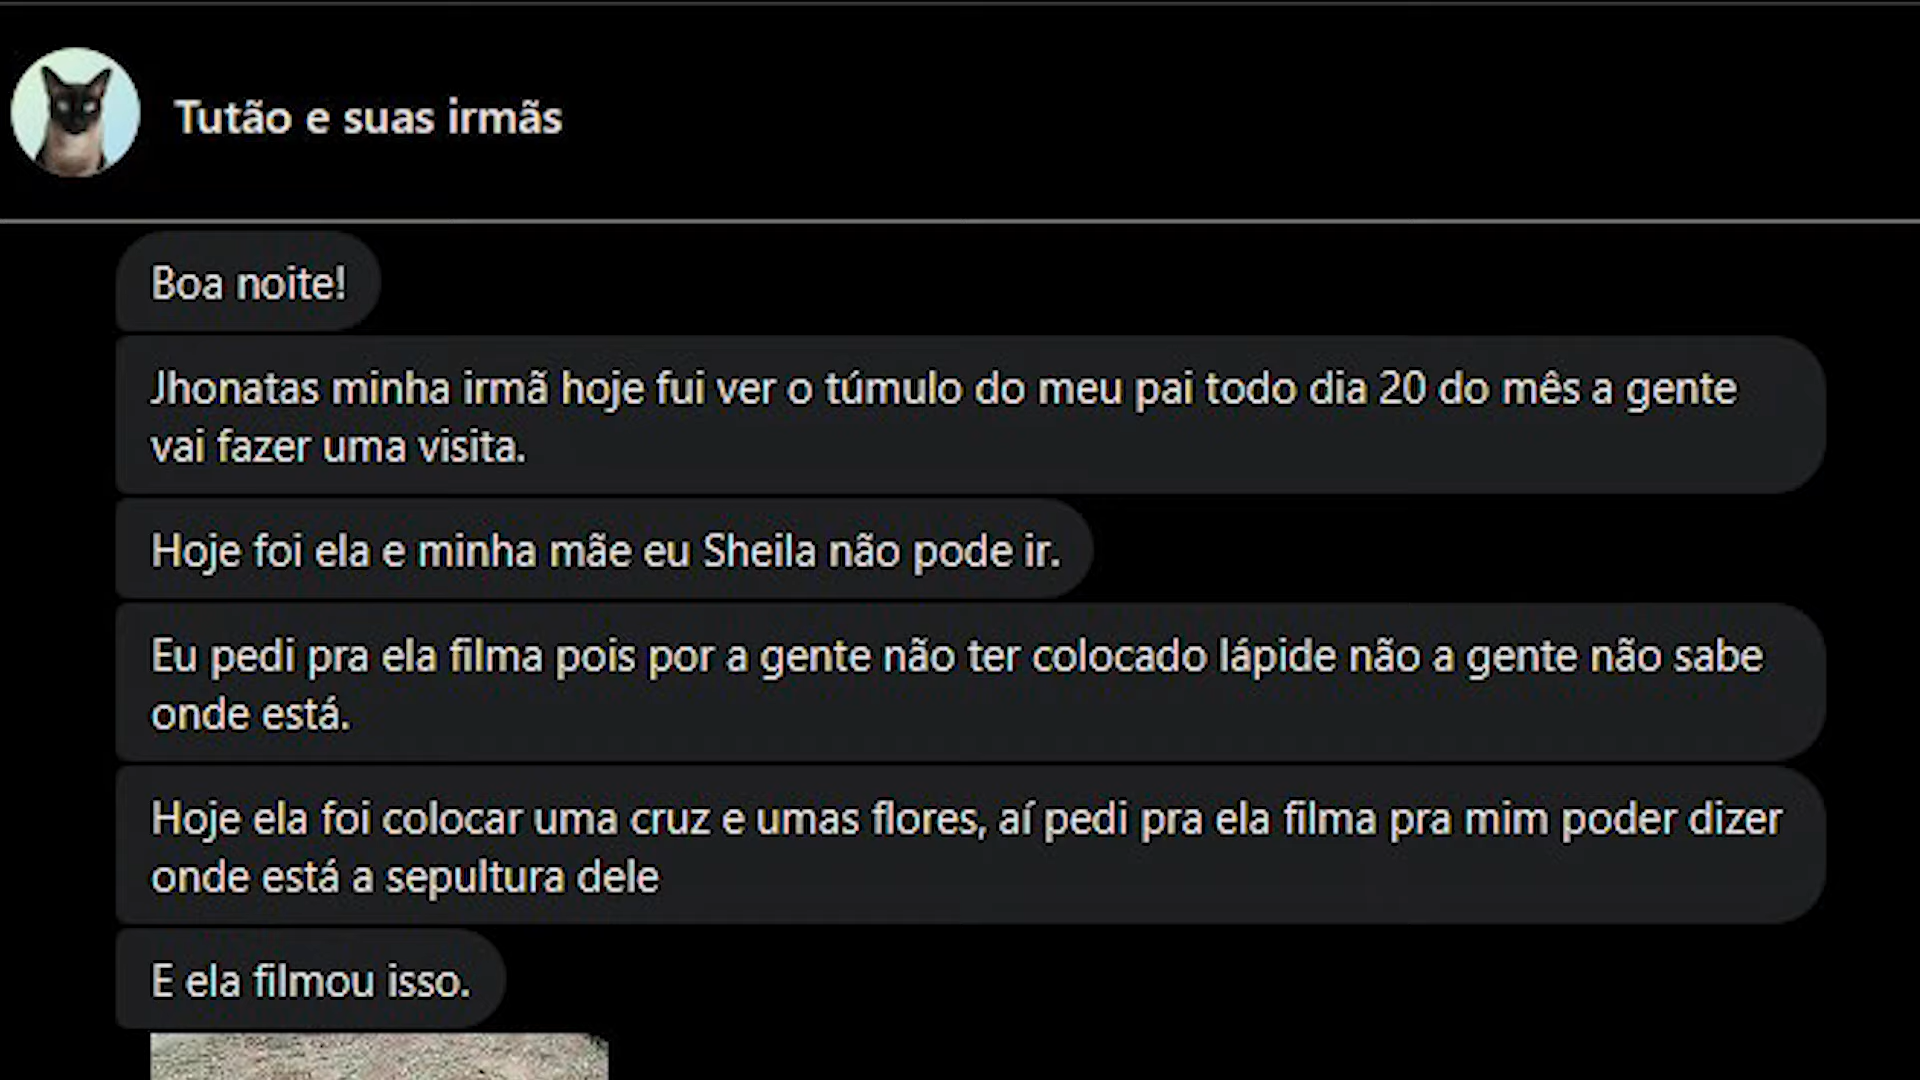 Tutão e suas irmãs
Boa noite!
Jhonatas minha irmã hoje fui ver o túmulo do meu pai todo dia 20 do mês a gente
vai fazer uma visita.
Hoje foi ela e minha mãe eu Sheila não pode ir.
Eu pedi pra ela filma pois por a gente não ter colocado lápide não a gente não sabe
onde está.
Hoje ela foi colocar uma cruz e umas flores, aí pedi pra ela filma pra mim poder dizer
onde está a sepultura dele
E ela filmou isso.